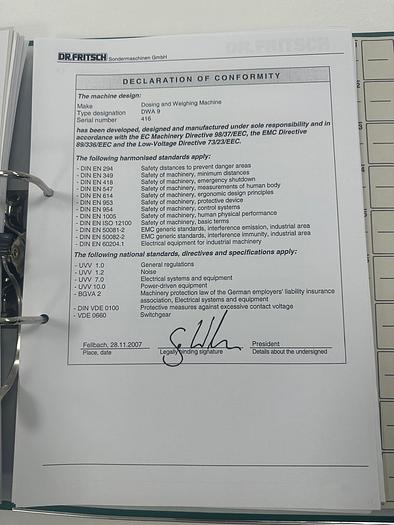 DR.FRITSCH Sondermaschinen GmbH
DECLARATION OF CONFORMITY
The machine design:
Make Dosing and Weighing Machine
Type designation DWA 9
Serial number 416
has been developed, designed and manufactured under sole responsibility and in
accordance with the EC Machinery Directive 98/37/EEC, the EMC Directive
89/336/EEC and the Low-Voltage Directive 73/23/EEC.
The following harmonised standards apply:
- DIN EN 294 Safety distances to prevent danger areas
- DIN EN 349 Safety of machinery, minimum distances
- DIN EN 418 Safety of machinery, emergency shutdown
- DIN EN 547 Safety of machinery, measurements of human body
- DIN EN 614 Safety of machinery, ergonomic design principles
- DIN EN 953 Safety of machinery, protective device
- DIN EN 954 Safety of machinery, control systems
- DIN EN 1005 Safety of machinery, human physical performance
- DIN EN ISO 12100 Safety of machinery, basic terms
- DIN EN 50081-2 EMC generic standards, interference emission, industrial area
- DIN EN 50082-2 EMC generic standards, interference immunity, industrial area
- DIN EN 60204.1 Electrical equipment for industrial machinery
The following national standards, directives and specifications apply:
- UVV 1.0 General regulations
- UVV 1.2 Noise
- UVV 7.0 Electrical systems and equipment
- UVV 10.0 Power-driven equipment
- BGVA 2 Machinery protection law of the German employers' liability insurance
association, Electrical systems and equipment
- DIN VDE 0100 Protective measures against excessive contact voltage
- VDE 0660 Switchgear
Fellbach, 28.11.2007 President
Place, date Legally binding signature Details about the undersigned